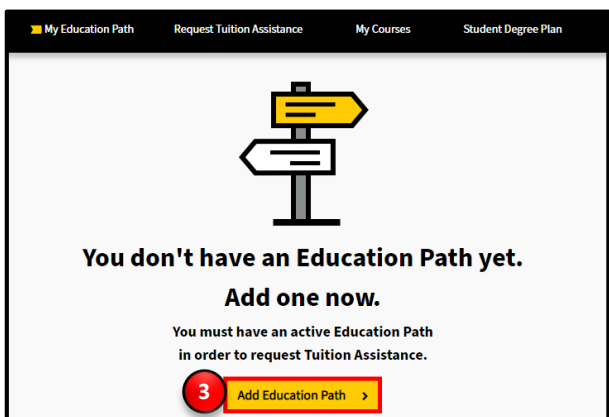 My Education Path Request Tuition Assistance My Courses Student Degree Plan
You don't have an Education Path yet.
Add one now.
You must have an active Education Path
in order to request Tuition Assistance.
3 Add Education Path >